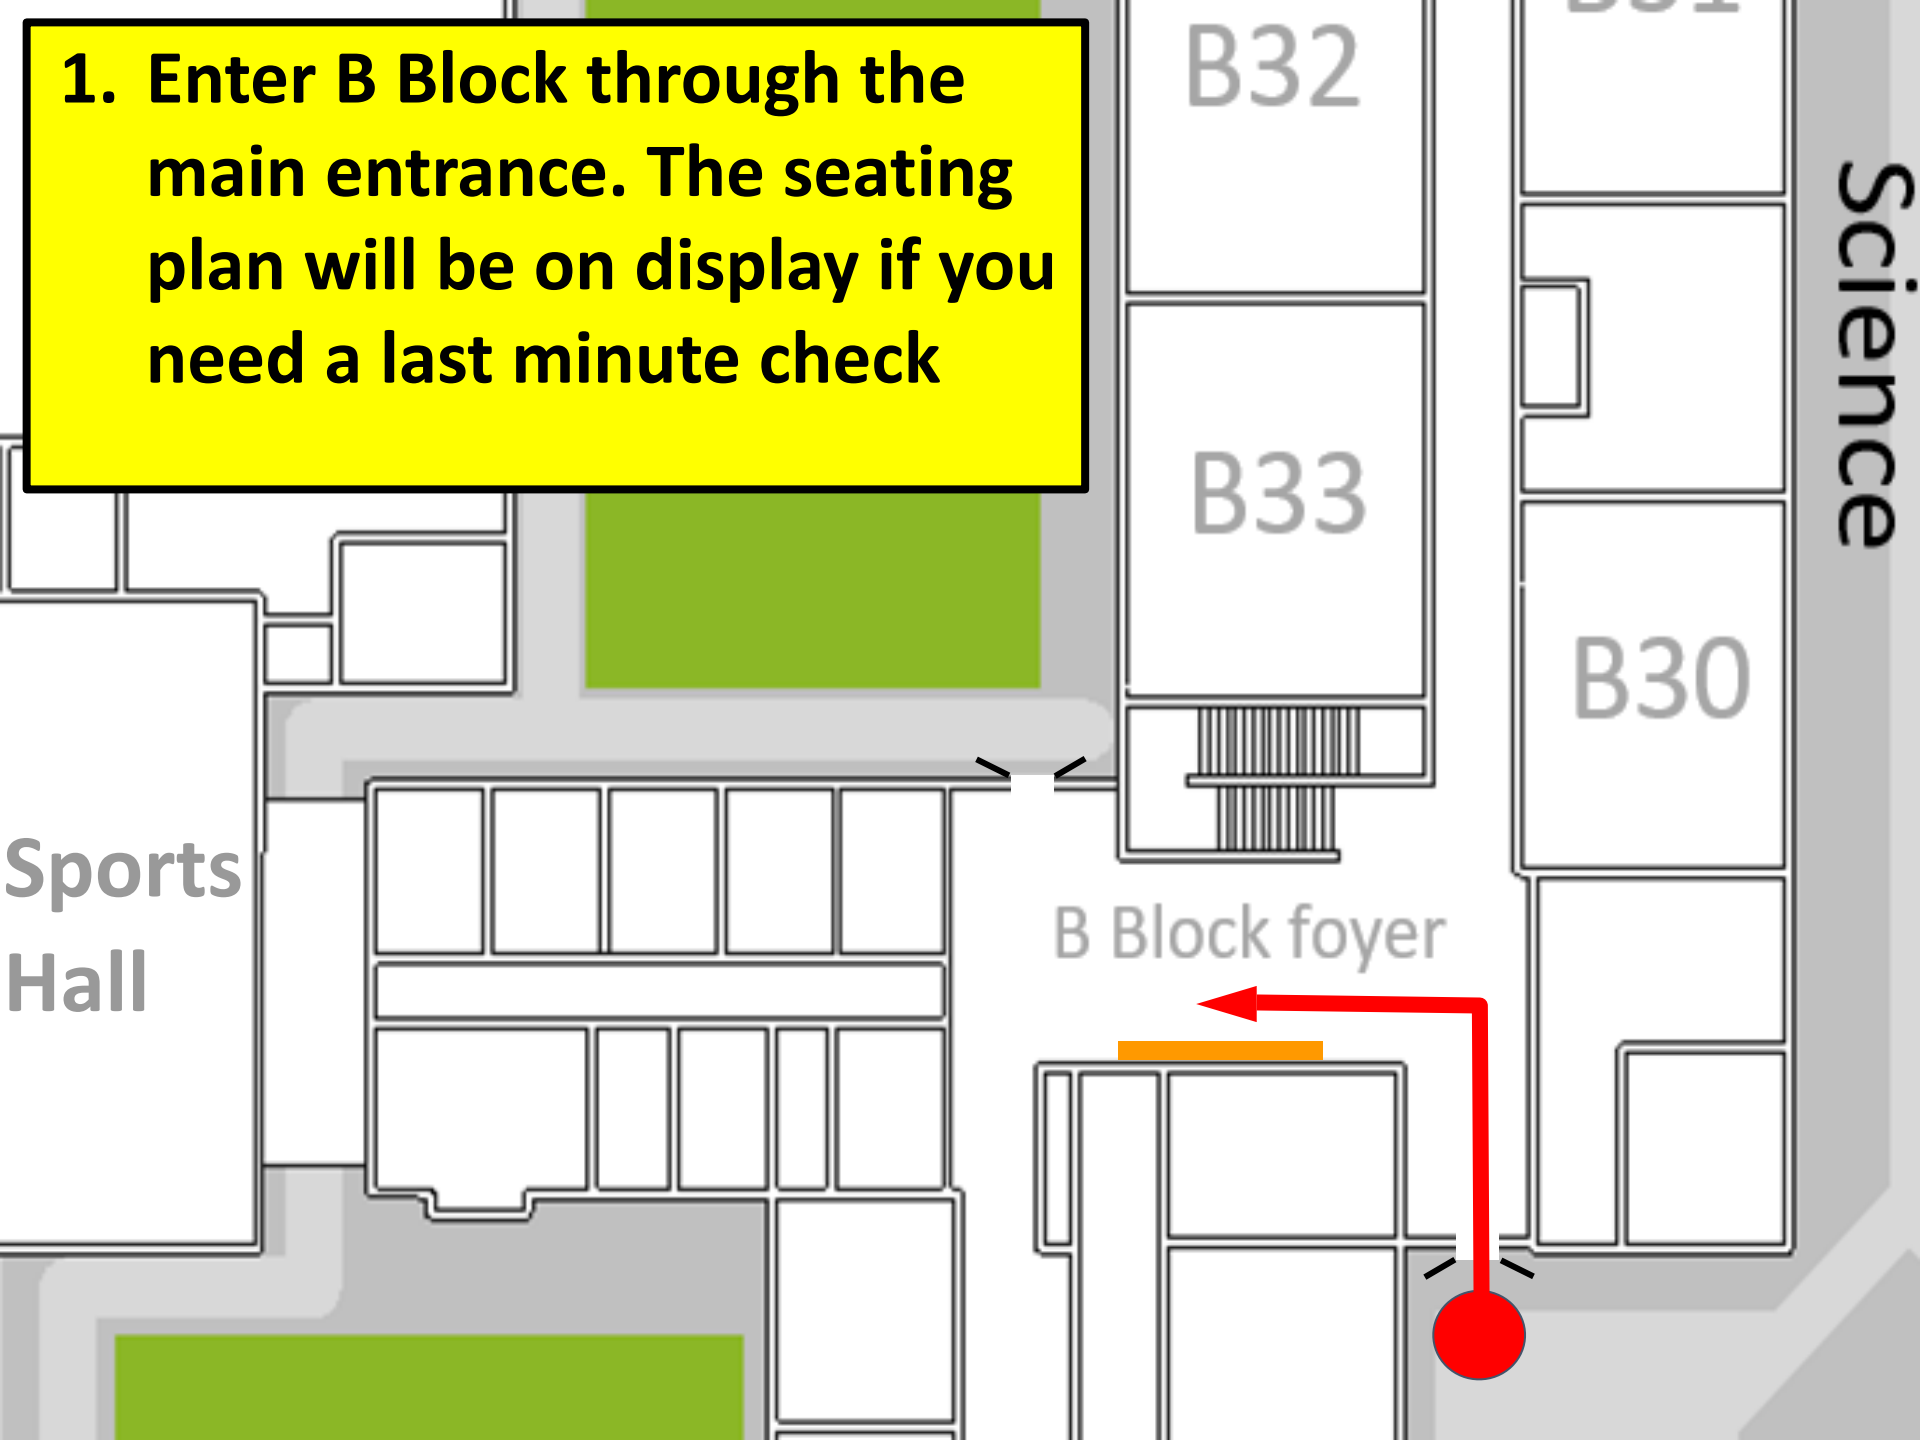 1. Enter B Block through the
main entrance. The seating
plan will be on display if you
need a last minute check
B32
B31
Science
B33
B30
Sports
Hall
B Block foyer